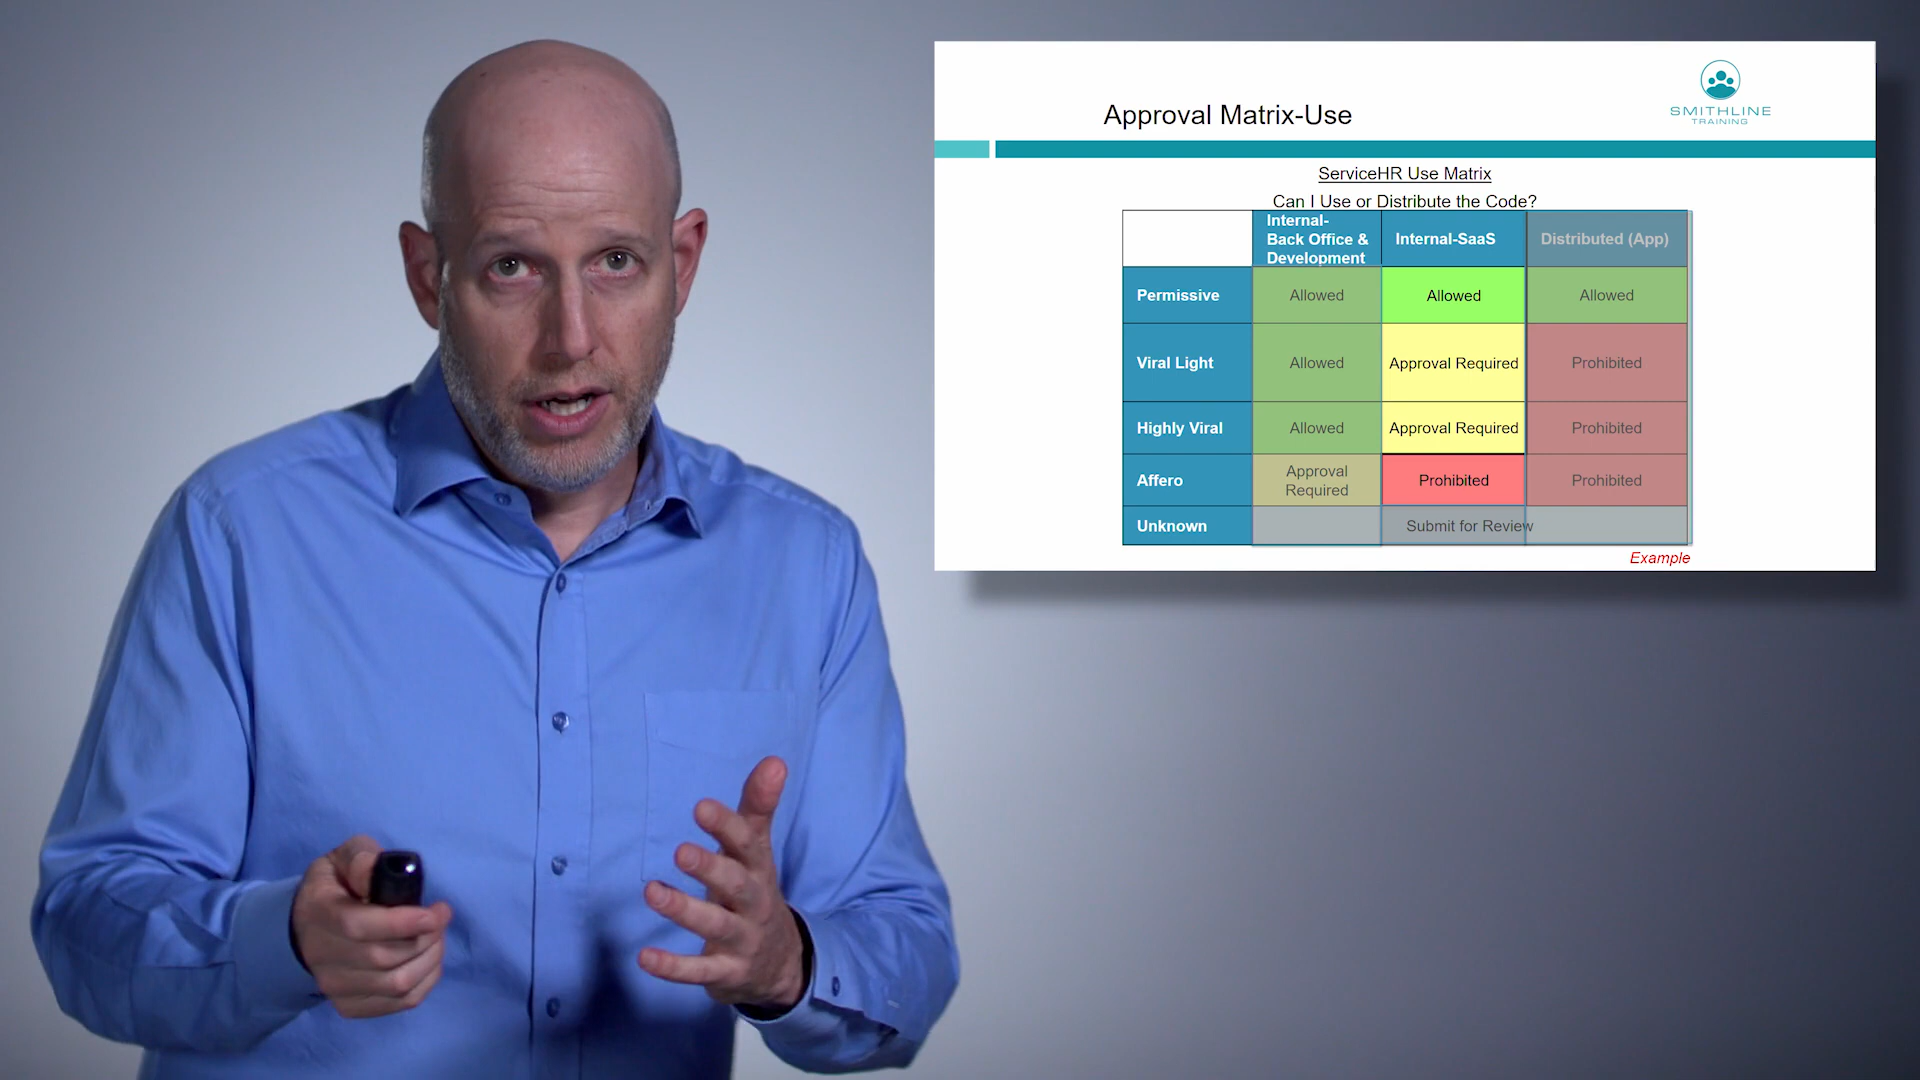 SMITHLINE
TRAINING
Approval Matrix-Use
ServiceHR Use Matrix
Can I Use or Distribute the Code?
Internal-
Back Office &
Development
Internal-SaaS
Distributed (App)
Permissive
Allowed
Allowed
Allowed
Viral Light
Allowed
Approval Required
Prohibited
Highly Viral
Allowed
Approval Required
Prohibited
Affero
Approval
Required
Prohibited
Prohibited
Unknown
Submit for Review
Example